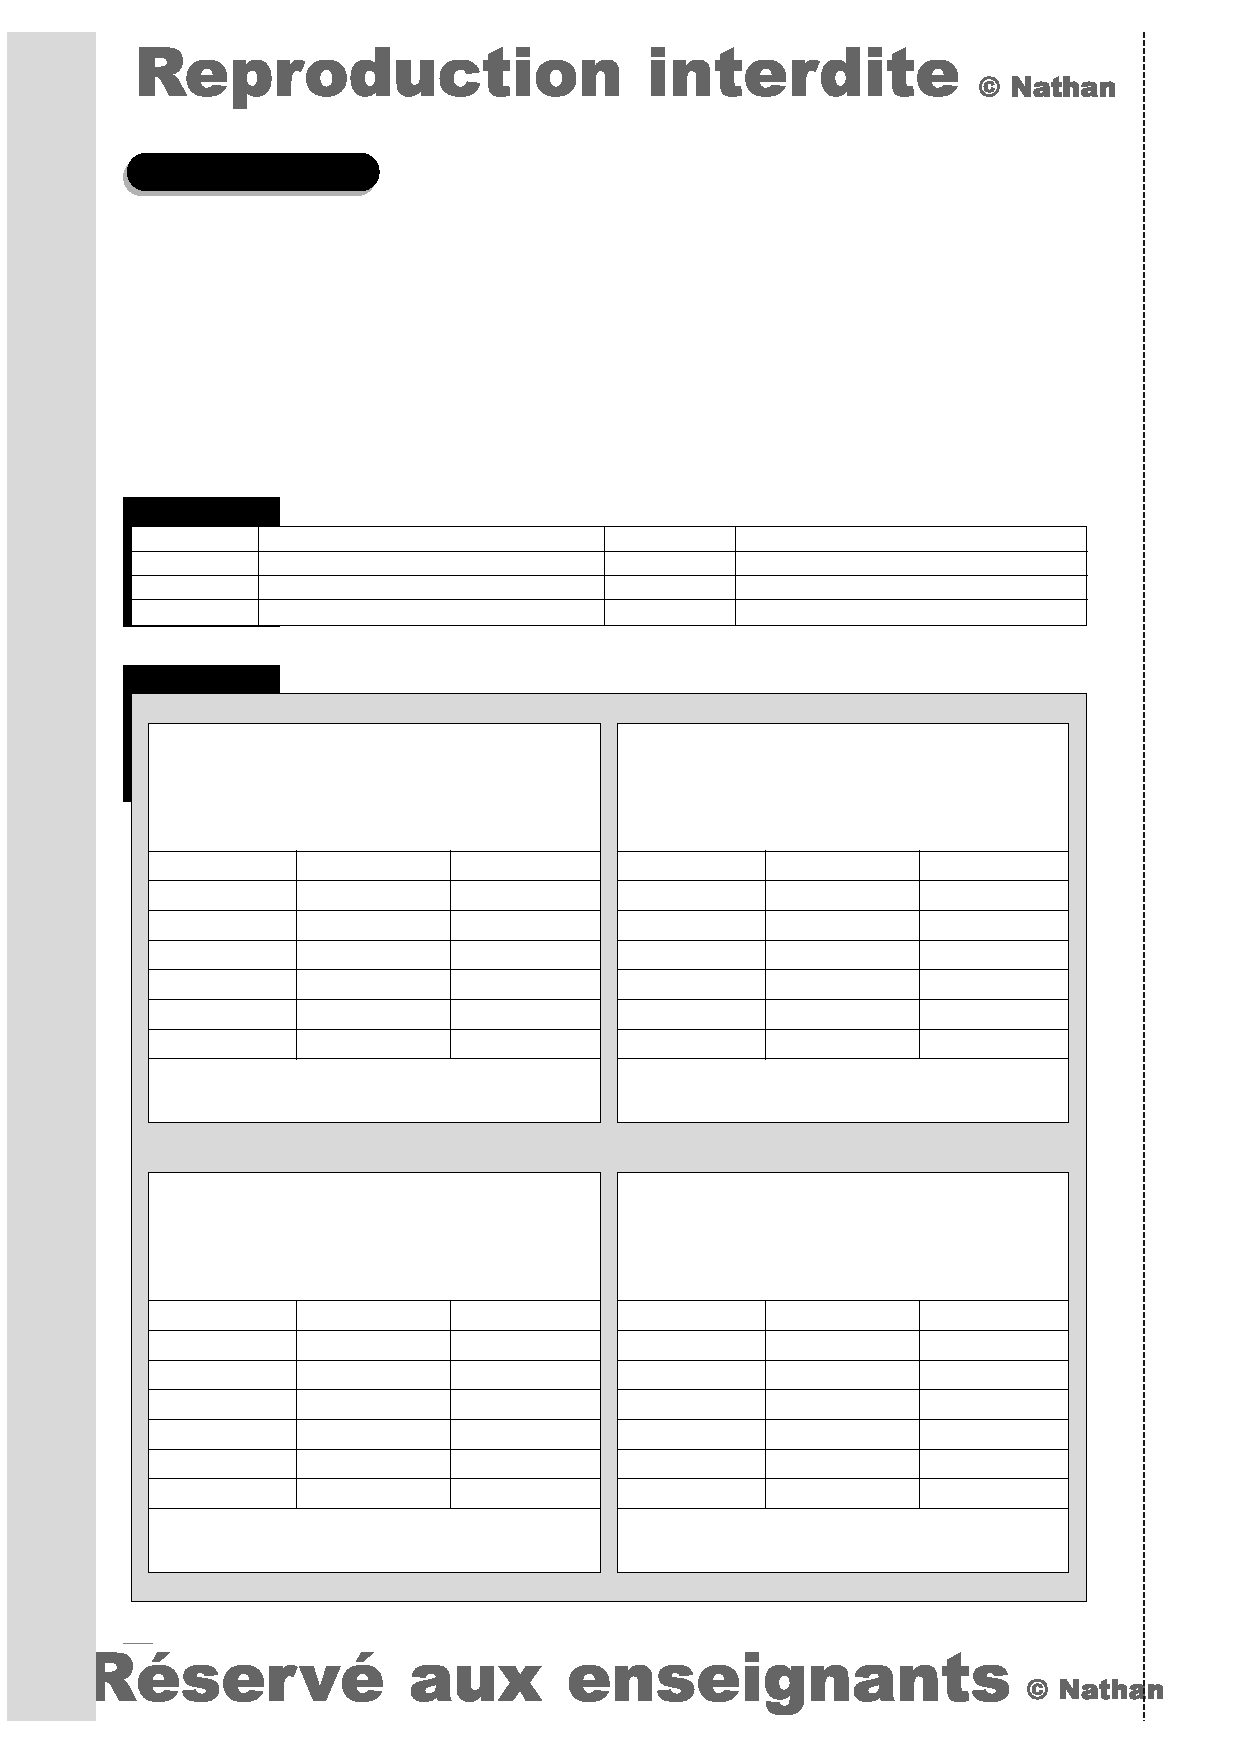 Reproduction interdite © Nathan
Réservé aux enseignants © Nathan